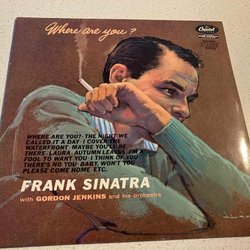 Where are you?
Capitol
WHERE ARE YOU? · THE NIGHT WE
CALLED IT A DAY · I COVER THE
WATERFRONT · MAYBE YOU'LL BE
THERE · LAURA · AUTUMN LEAVES · I'M A
FOOL TO WANT YOU · I THINK OF YOU
THERE'S NO YOU · BABY, WON'T YOU
PLEASE COME HOME · ETC.
FRANK SINATRA
with GORDON JENKINS and his orchestra